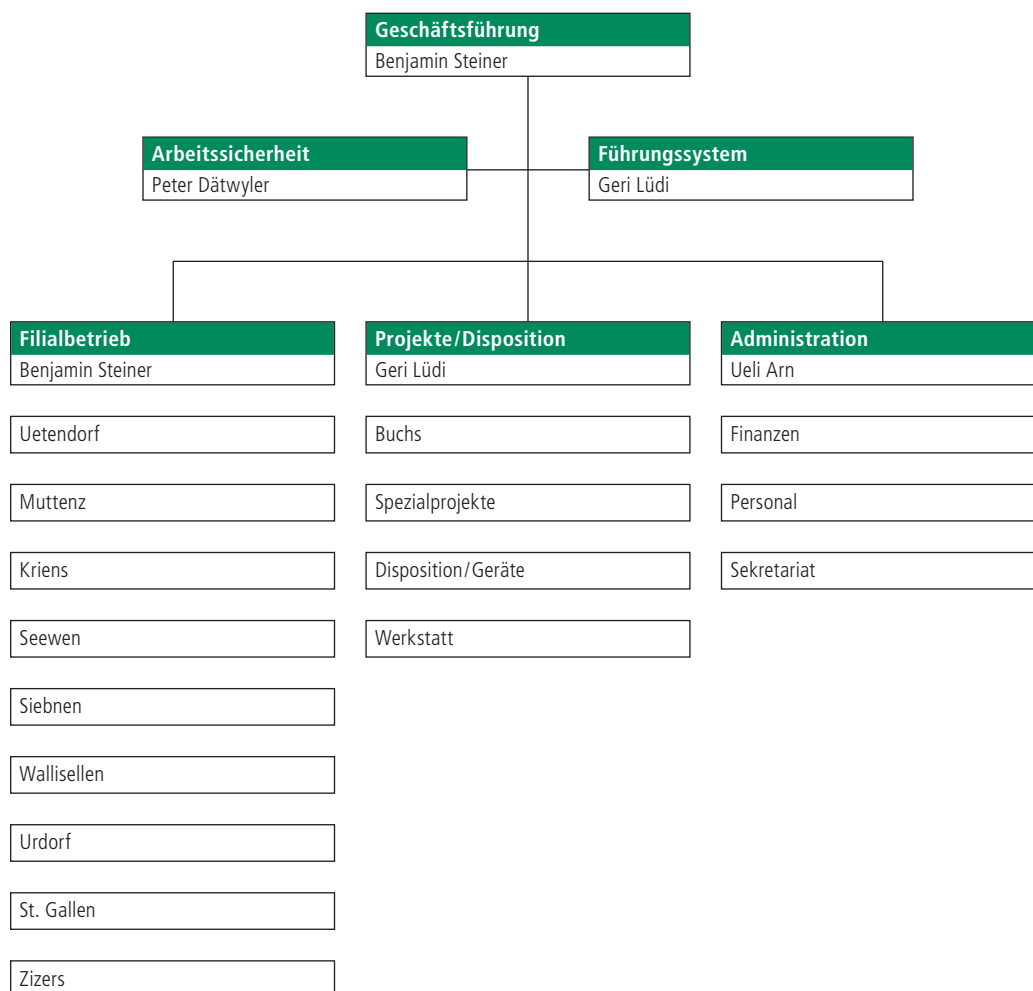 Geschäftsführung
Benjamin Steiner
Arbeitssicherheit
Peter Dätwyler
Führungssystem
Geri Lüdi
Filialbetrieb
Benjamin Steiner
Uetendorf
Muttenz
Kriens
Seewen
Siebnen
Wallisellen
Urdorf
St. Gallen
Zizers
Projekte/Disposition
Geri Lüdi
Buchs
Spezialprojekte
Disposition/Geräte
Werkstatt
Administration
Ueli Arn
Finanzen
Personal
Sekretariat